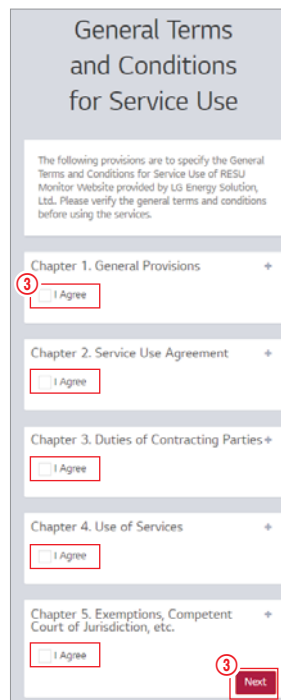 General Terms
and Conditions
for Service Use
The following provisions are to specify the General
Terms and Conditions for Service Use of RESU
Monitor Website provided by LG Energy Solution,
Ltd. Please verify the general terms and conditions
before using the services.
Chapter 1. General Provisions +
③
I Agree
Chapter 2. Service Use Agreement +
I Agree
Chapter 3. Duties of Contracting Parties +
I Agree
Chapter 4. Use of Services +
I Agree
Chapter 5. Exemptions, Competent +
Court of Jurisdiction, etc.
I Agree
③
Next